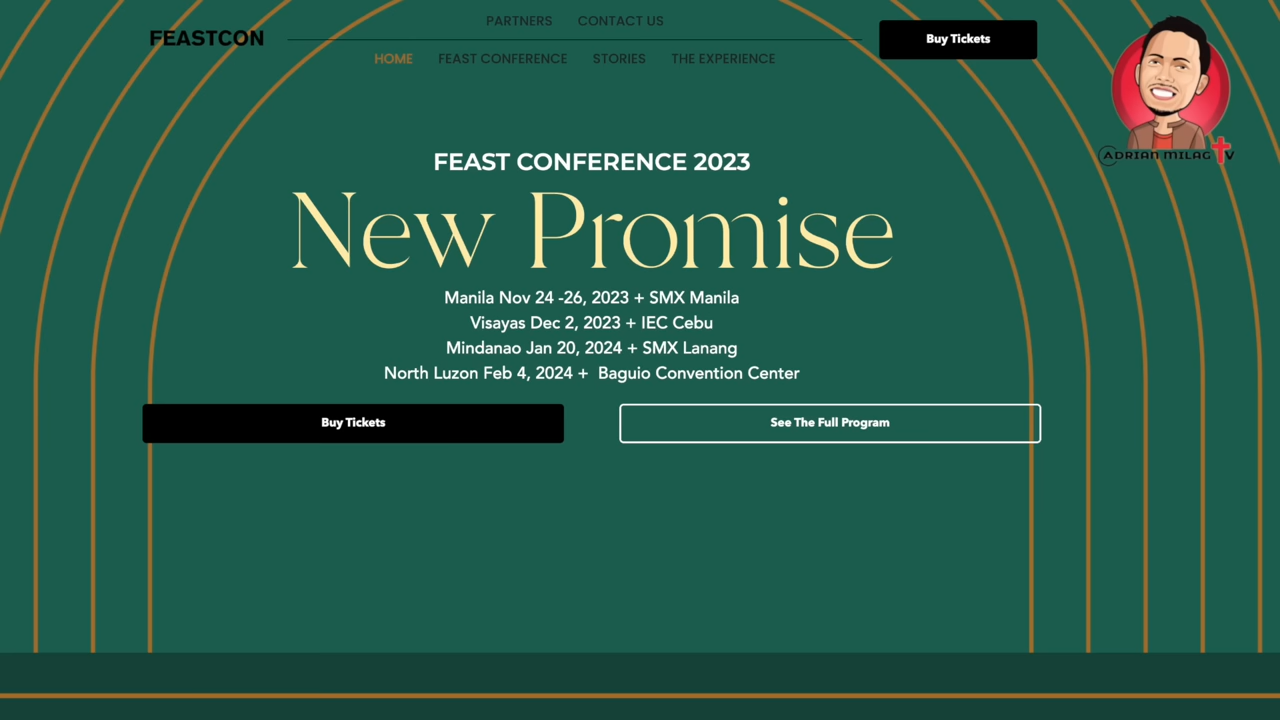 PARTNERS CONTACT US
FEASTCON
Buy Tickets
HOME FEAST CONFERENCE STORIES THE EXPERIENCE
ADRIAN MILAG TV
FEAST CONFERENCE 2023
New Promise
Manila Nov 24 -26, 2023 + SMX Manila
Visayas Dec 2, 2023 + IEC Cebu
Mindanao Jan 20, 2024 + SMX Lanang
North Luzon Feb 4, 2024 + Baguio Convention Center
Buy Tickets
See The Full Program